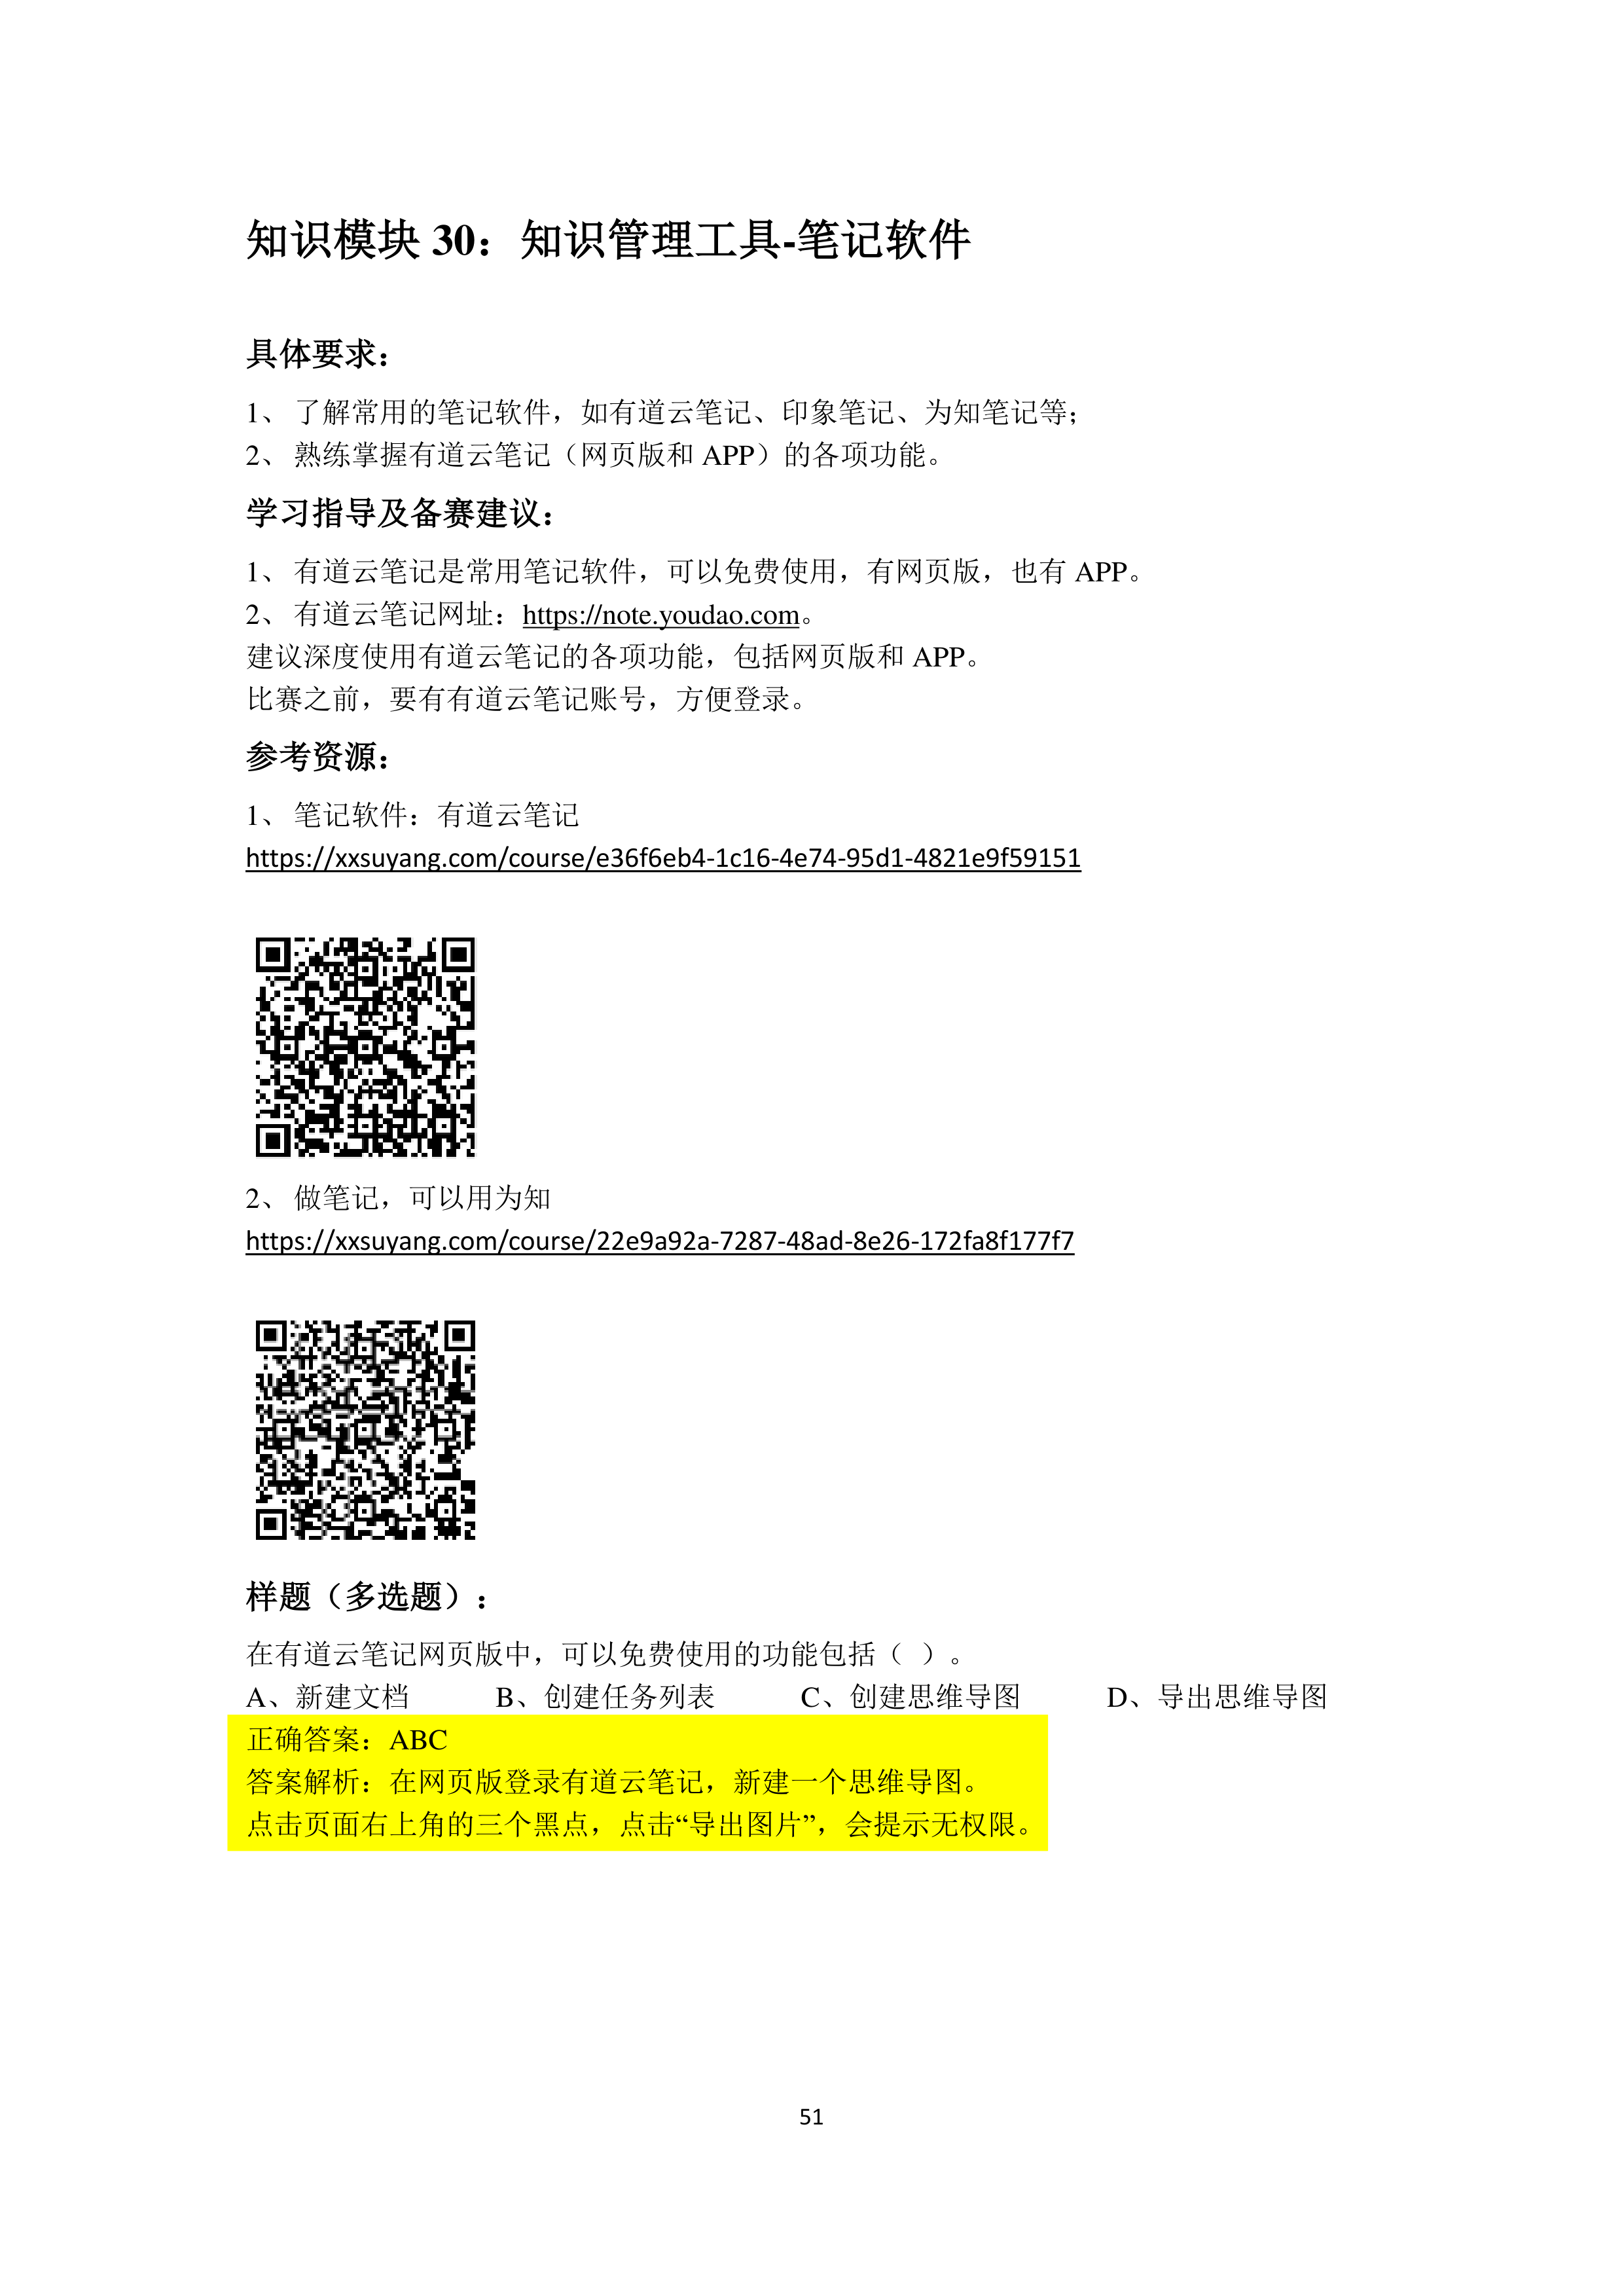 知识模块 30：知识管理工具-笔记软件
具体要求：
1、 了解常用的笔记软件，如有道云笔记、印象笔记、为知笔记等；
2、 熟练掌握有道云笔记（网页版和 APP）的各项功能。
学习指导及备赛建议：
1、 有道云笔记是常用笔记软件，可以免费使用，有网页版，也有 APP。
2、 有道云笔记网址：https://note.youdao.com。
建议深度使用有道云笔记的各项功能，包括网页版和 APP。
比赛之前，要有有道云笔记账号，方便登录。
参考资源：
1、 笔记软件：有道云笔记
https://xxsuyang.com/course/e36f6eb4-1c16-4e74-95d1-4821e9f59151
2、 做笔记，可以用为知
https://xxsuyang.com/course/22e9a92a-7287-48ad-8e26-172fa8f177f7
样题（多选题）：
在有道云笔记网页版中，可以免费使用的功能包括（ ）。
A、新建文档 B、创建任务列表 C、创建思维导图 D、导出思维导图
正确答案：ABC
答案解析：在网页版登录有道云笔记，新建一个思维导图。
点击页面右上角的三个黑点，点击“导出图片”，会提示无权限。
51